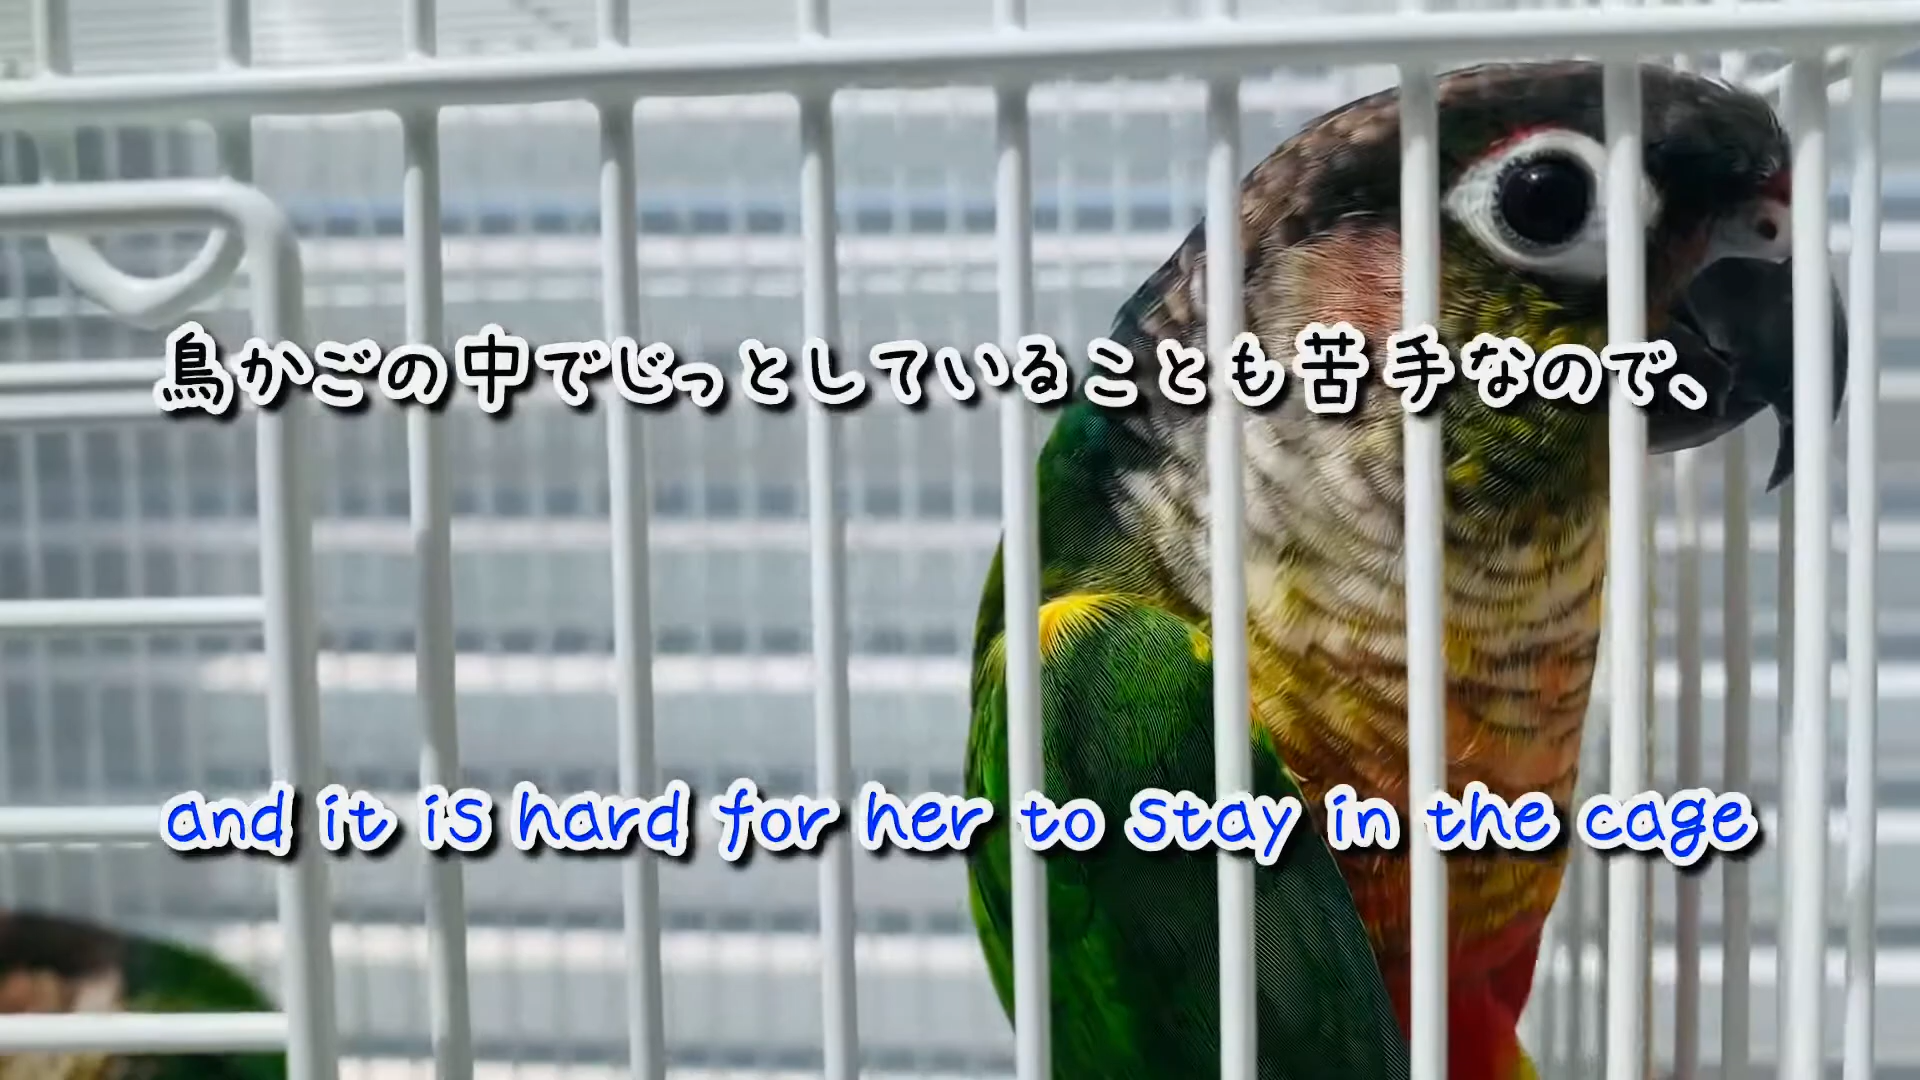 鳥かごの中でじっとしていることも苦手なので、
and it is hard for her to stay in the cage